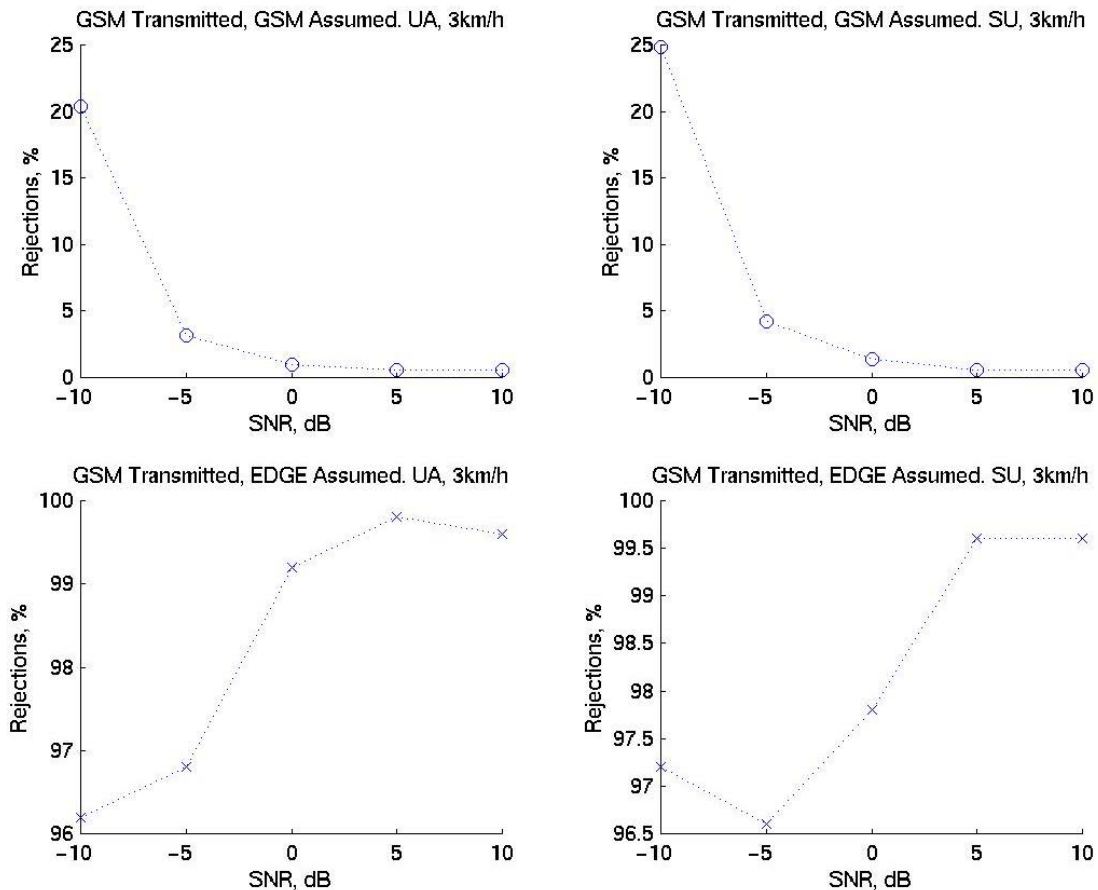 GSM Transmitted, GSM Assumed. UA, 3km/h
25
20
15
10
5
0
Rejections, %
−10 −5 0 5 10
SNR, dB
GSM Transmitted, GSM Assumed. SU, 3km/h
25
20
15
10
5
0
Rejections, %
−10 −5 0 5 10
SNR, dB
GSM Transmitted, EDGE Assumed. UA, 3km/h
100
99
98
97
96
Rejections, %
−10 −5 0 5 10
SNR, dB
GSM Transmitted, EDGE Assumed. SU, 3km/h
100
99.5
99
98.5
98
97.5
97
96.5
Rejections, %
−10 −5 0 5 10
SNR, dB